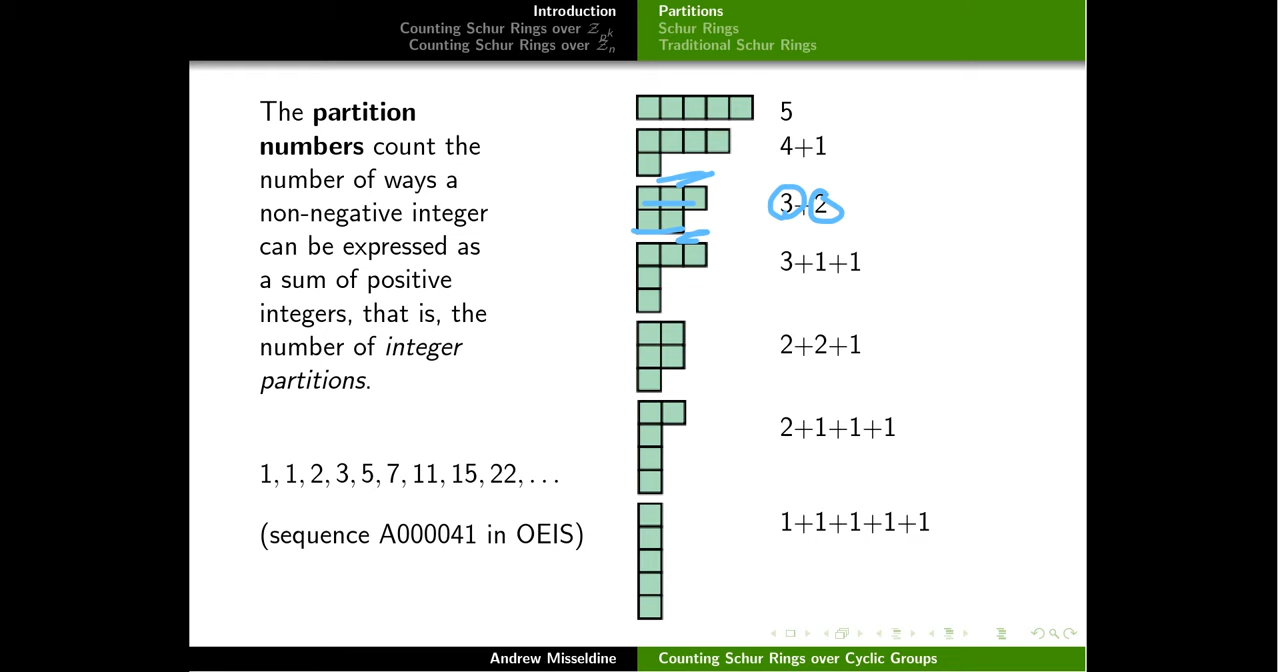 Introduction
Counting Schur Rings over Z_{p^k}
Counting Schur Rings over Z_n
Partitions
Schur Rings
Traditional Schur Rings
The partition
numbers count the
number of ways a
non-negative integer
can be expressed as
a sum of positive
integers, that is, the
number of integer
partitions.
1, 1, 2, 3, 5, 7, 11, 15, 22, . . .
(sequence A000041 in OEIS)
5
4+1
3+2
3+1+1
2+2+1
2+1+1+1
1+1+1+1+1
Andrew Misseldine
Counting Schur Rings over Cyclic Groups